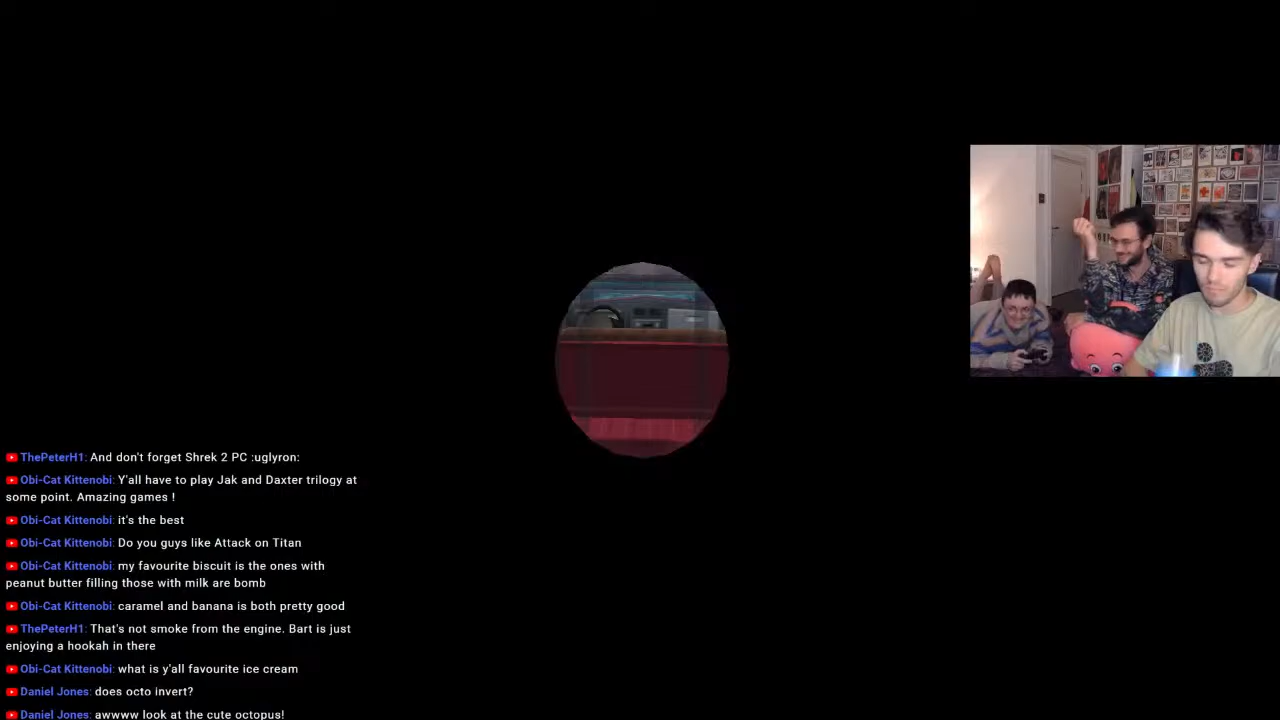 ThePeterH1: And don't forget Shrek 2 PC :uglyron:
Obi-Cat Kittenobi: Y'all have to play Jak and Daxter trilogy at
some point. Amazing games !
Obi-Cat Kittenobi: it's the best
Obi-Cat Kittenobi: Do you guys like Attack on Titan
Obi-Cat Kittenobi: my favourite biscuit is the ones with
peanut butter filling those with milk are bomb
Obi-Cat Kittenobi: caramel and banana is both pretty good
ThePeterH1: That's not smoke from the engine. Bart is just
enjoying a hookah in there
Obi-Cat Kittenobi: what is y'all favourite ice cream
Daniel Jones: does octo invert?
Daniel Jones: awwww look at the cute octopus!